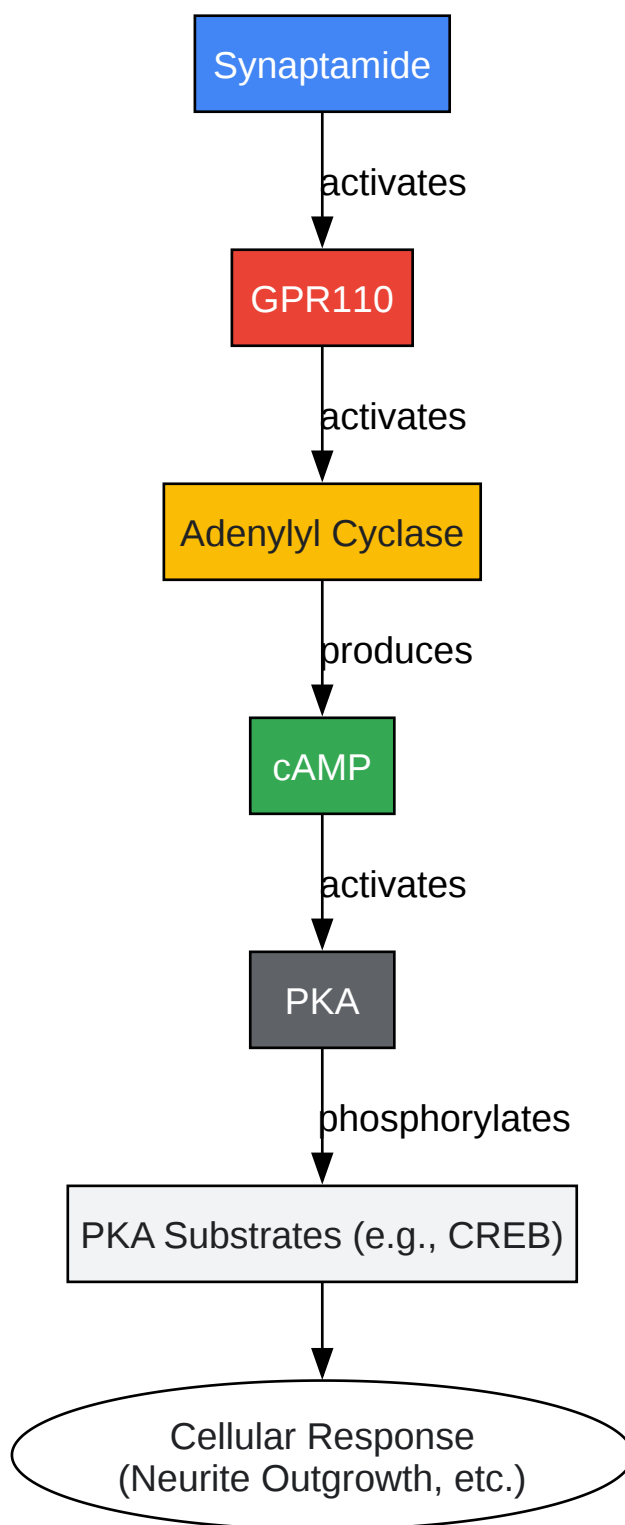 Synaptamide
activates
GPR110
activates
Adenylyl Cyclase
produces
cAMP
activates
PKA
phosphorylates
PKA Substrates (e.g., CREB)
Cellular Response
(Neurite Outgrowth, etc.)